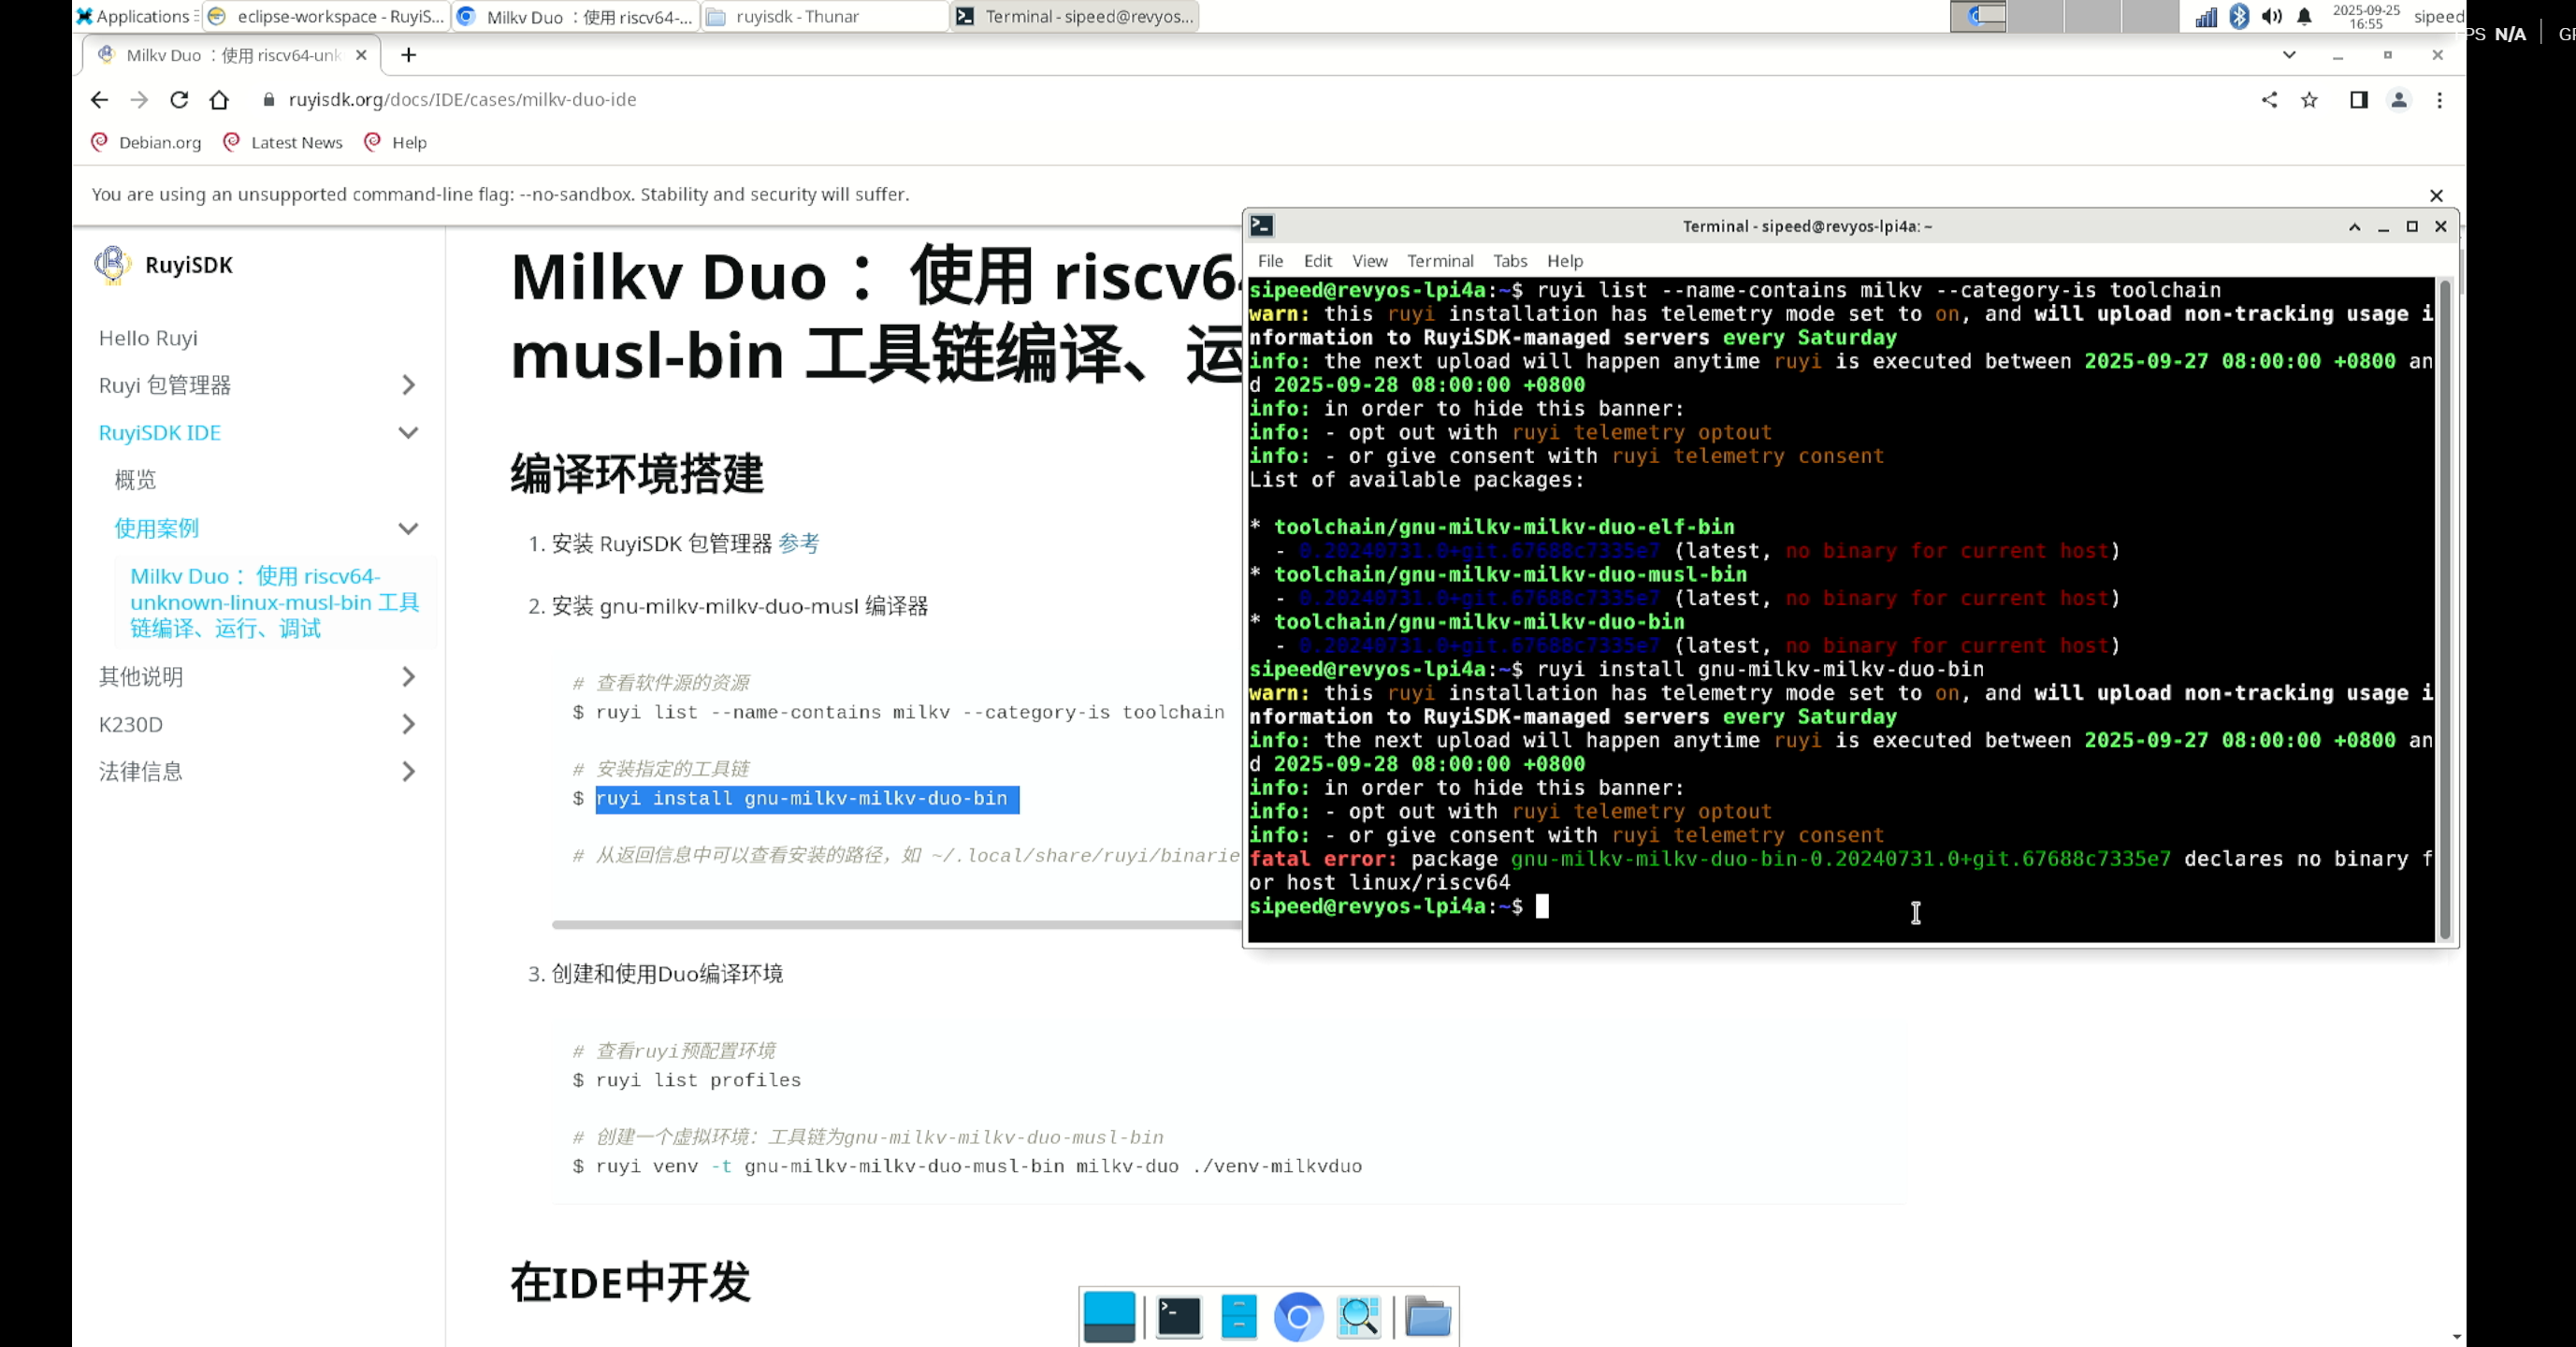 Applications
eclipse-workspace - RuyiS...
Milkv Duo ：使用 riscv64-...
ruyisdk - Thunar
Terminal - sipeed@revyos...
2025-09-25
16:55
sipeed
PS N/A
Milkv Duo ：使用 riscv64-unk
ruyisdk.org/docs/IDE/cases/milkv-duo-ide
Debian.org
Latest News
Help
You are using an unsupported command-line flag: --no-sandbox. Stability and security will suffer.
RuyiSDK
Hello Ruyi
Ruyi 包管理器
RuyiSDK IDE
概览
使用案例
Milkv Duo ：使用 riscv64-
unknown-linux-musl-bin 工具
链编译、运行、调试
其他说明
K230D
法律信息
Milkv Duo ：使用 riscv6
musl-bin 工具链编译、运
编译环境搭建
1. 安装 RuyiSDK 包管理器 参考
2. 安装 gnu-milkv-milkv-duo-musl 编译器
# 查看软件源的资源
$ ruyi list --name-contains milkv --category-is toolchain
# 安装指定的工具链
$ ruyi install gnu-milkv-milkv-duo-bin
# 从返回信息中可以查看安装的路径，如 ~/.local/share/ruyi/binarie
3. 创建和使用Duo编译环境
# 查看ruyi预配置环境
$ ruyi list profiles
# 创建一个虚拟环境：工具链为gnu-milkv-milkv-duo-musl-bin
$ ruyi venv -t gnu-milkv-milkv-duo-musl-bin milkv-duo ./venv-milkvduo
在IDE中开发
Terminal - sipeed@revyos-lpi4a: ~
File Edit View Terminal Tabs Help
sipeed@revyos-lpi4a:~$ ruyi list --name-contains milkv --category-is toolchain
warn: this ruyi installation has telemetry mode set to on, and will upload non-tracking usage i
nformation to RuyiSDK-managed servers every Saturday
info: the next upload will happen anytime ruyi is executed between 2025-09-27 08:00:00 +0800 an
d 2025-09-28 08:00:00 +0800
info: in order to hide this banner:
info: - opt out with ruyi telemetry optout
info: - or give consent with ruyi telemetry consent
List of available packages:
* toolchain/gnu-milkv-milkv-duo-elf-bin
- 0.20240731.0+git.67688c7335e7 (latest, no binary for current host)
* toolchain/gnu-milkv-milkv-duo-musl-bin
- 0.20240731.0+git.67688c7335e7 (latest, no binary for current host)
* toolchain/gnu-milkv-milkv-duo-bin
- 0.20240731.0+git.67688c7335e7 (latest, no binary for current host)
sipeed@revyos-lpi4a:~$ ruyi install gnu-milkv-milkv-duo-bin
warn: this ruyi installation has telemetry mode set to on, and will upload non-tracking usage i
nformation to RuyiSDK-managed servers every Saturday
info: the next upload will happen anytime ruyi is executed between 2025-09-27 08:00:00 +0800 an
d 2025-09-28 08:00:00 +0800
info: in order to hide this banner:
info: - opt out with ruyi telemetry optout
info: - or give consent with ruyi telemetry consent
fatal error: package gnu-milkv-milkv-duo-bin-0.20240731.0+git.67688c7335e7 declares no binary f
or host linux/riscv64
sipeed@revyos-lpi4a:~$